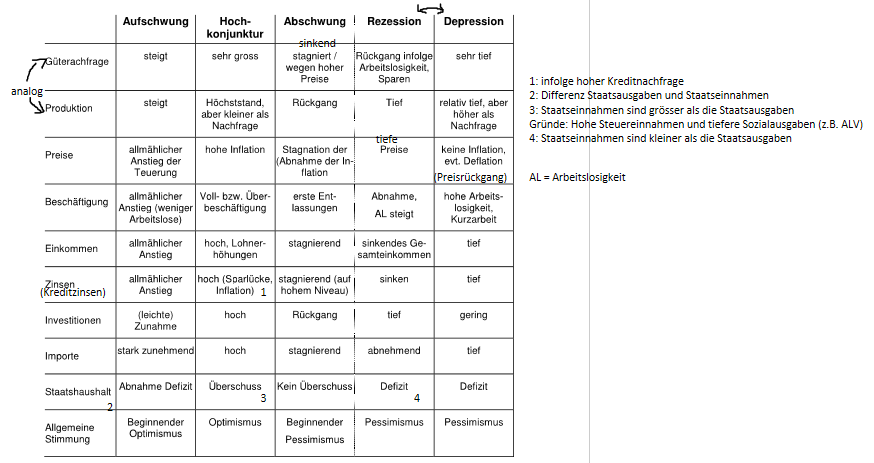 Aufschwung Hoch- Abschwung Rezession Depression
konjunktur
sinkend
Güterachfrage steigt sehr gross stagniert / Rückgang infolge sehr tief
wegen hoher Arbeitslosigkeit,
Preise Sparen
analog
Produktion steigt Höchststand, Rückgang Tief relativ tief, aber
aber kleiner als höher als
Nachfrage Nachfrage
tiefe
Preise allmählicher hohe Inflation Stagnation der Preise keine Inflation,
Anstieg der (Abnahme der In- evt. Deflation
Teuerung flation (Preisrückgang)
Beschäftigung allmählicher Voll- bzw. Über- erste Ent- Abnahme, hohe Arbeits-
Anstieg (weniger beschäftigung lassungen AL steigt losigkeit,
Arbeitslose) Kurzarbeit
Einkommen allmählicher hoch, Lohner- stagnierend sinkendes Ge- tief
Anstieg höhungen samteinkommen
Zinsen allmählicher hoch (Sparlücke, stagnierend (auf sinken tief
(Kreditzinsen) Anstieg Inflation) 1 hohem Niveau)
Investitionen (leichte) hoch Rückgang tief gering
Zunahme
Importe stark zunehmend hoch stagnierend abnehmend tief
Staatshaushalt Abnahme Defizit Überschuss Kein Überschuss Defizit Defizit
2 3 4
Allgemeine Beginnender Optimismus Beginnender Pessimismus Pessimismus
Stimmung Optimismus Pessimismus
1: infolge hoher Kreditnachfrage
2: Differenz Staatsausgaben und Staatseinnahmen
3: Staatseinnahmen sind grösser als die Staatsausgaben
Gründe: Hohe Steuereinnahmen und tiefere Sozialausgaben (z.B. ALV)
4: Staatseinnahmen sind kleiner als die Staatsausgaben
AL = Arbeitslosigkeit